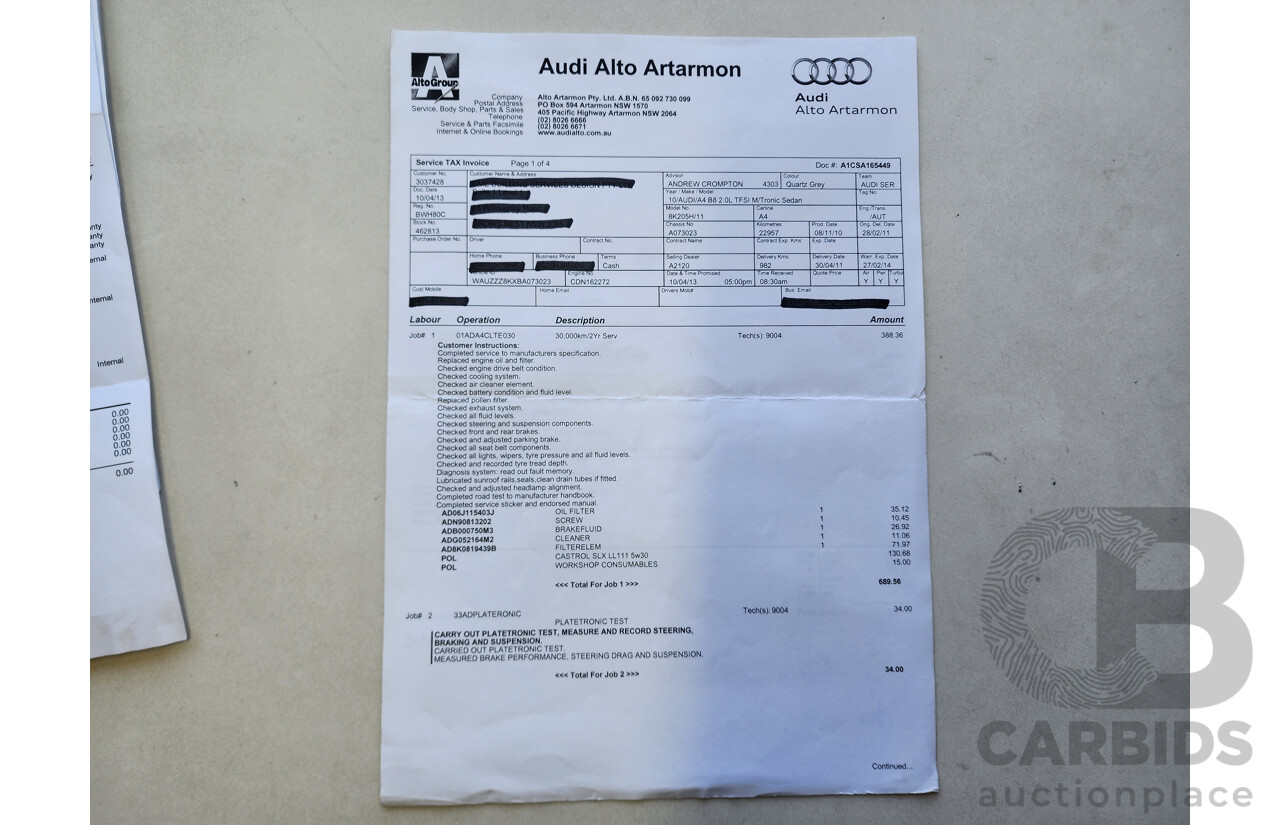 anty
anty
anty
ernal
nternal
Internal
0.00
0.00
0.00
0.00
0.00
0.00
0.00
A
AltoGroup
Audi Alto Artarmon
Audi
Alto Artarmon
Company Alto Artarmon Pty. Ltd. A.B.N. 65 092 730 099
Postal Address PO Box 594 Artarmon NSW 1570
Service, Body Shop, Parts & Sales 405 Pacific Highway Artarmon NSW 2064
Telephone (02) 8026 6666
Service & Parts Facsimile (02) 8026 6671
Internet & Online Bookings www.audialto.com.au
Service TAX Invoice Page 1 of 4 Doc #: A1CSA165449
Customer No. Customer Name & Address Advisor Colour Team
3037428 ANDREW CROMPTON 4303 Quartz Grey AUDI SER
Doc. Date Year / Make / Model Tag No.
10/04/13 10/AUDI/A4 B8 2.0L TFSI M/Tronic Sedan
Reg. No. Model No. Carline Eng./Trans.
BWH80C 8K205H/11 A4 /AUT
Stock No. Chassis No. Kilometres Prod. Date Orig. Del. Date
462813 A073023 22957 08/11/10 28/02/11
Purchase Order No. Driver Contract No. Contract Name Contract Exp. Kms Exp. Date
Home Phone Business Phone Terms Selling Dealer Delivery Kms Delivery Date Warr. Exp. Date
Cash A2120 982 30/04/11 27/02/14
Engine No. Date & Time Promised Time Received Quote Price Air Pwr Turbo
WAUZZZ8KXBA073023 CDN162272 10/04/13 05:00pm 08:30am Y Y Y
Cust Mobile Home Email Drivers Mob# Bus. Email
Labour Operation Description Amount
Job# 1 01ADA4CLTE030 30,000km/2Yr Serv Tech(s): 9004 388.36
Customer Instructions:
Completed service to manufacturers specification.
Replaced engine oil and filter.
Checked engine drive belt condition.
Checked cooling system.
Checked air cleaner element.
Checked battery condition and fluid level.
Replaced pollen filter.
Checked exhaust system.
Checked all fluid levels.
Checked steering and suspension components.
Checked front and rear brakes.
Checked and adjusted parking brake.
Checked all seat belt components.
Checked all lights, wipers, tyre pressure and all fluid levels.
Checked and recorded tyre tread depth.
Diagnosis system: read out fault memory.
Lubricated sunroof rails,seals,clean drain tubes if fitted.
Checked and adjusted headlamp alignment.
Completed road test to manufacturer handbook.
Completed service sticker and endorsed manual.
AD06J115403J OIL FILTER 1 35.12
ADN90813202 SCREW 1 10.45
ADB000750M3 BRAKEFLUID 1 26.92
ADG052164M2 CLEANER 1 11.06
AD8K0819439B FILTERELEM 1 71.97
POL CASTROL SLX LL111 5w30 130.68
POL WORKSHOP CONSUMABLES 15.00
<<< Total For Job 1 >>> 689.56
Job# 2 33ADPLATERONIC Tech(s): 9004 34.00
PLATETRONIC TEST
CARRY OUT PLATETRONIC TEST, MEASURE AND RECORD STEERING,
BRAKING AND SUSPENSION.
CARRIED OUT PLATETRONIC TEST.
MEASURED BRAKE PERFORMANCE, STEERING DRAG AND SUSPENSION.
<<< Total For Job 2 >>> 34.00
Continued...
CB
CARBIDS
auctionplace